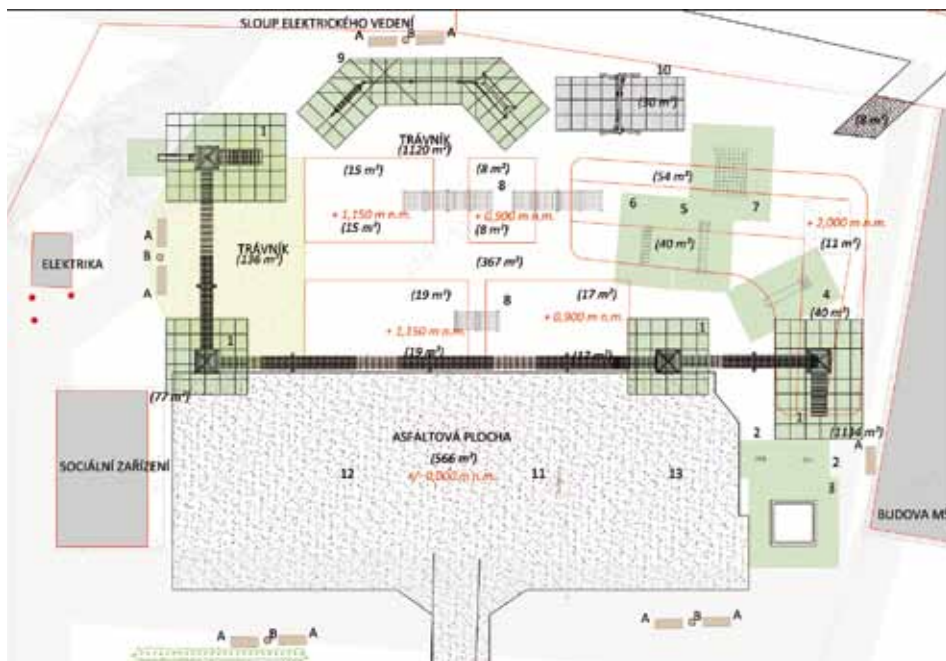 SLOUP ELEKTRICKÉHO VEDENÍ
A B A
9
10
(30 m²)
(8 m²)
1
TRÁVNÍK
(1120 m²)
(15 m²)
(8 m²)
8
(54 m²)
+ 1,150 m n.m.
(15 m²)
+ 0,900 m n.m.
(8 m²)
6
5
7
+ 2,000 m n.m.
(11 m²)
A
B
A
ELEKTRIKA
TRÁVNÍK
(136 m²)
(40 m²)
(367 m²)
(19 m²)
8
(17 m²)
4
(40 m²)
+ 1,150 m n.m.
+ 0,900 m n.m.
1
(19 m²)
(17 m²)
1
(77 m²)
1
(1134 m²)
ASFALTOVÁ PLOCHA
(566 m²)
+/- 0,000 m n.m.
2
A
SOCIÁLNÍ ZAŘÍZENÍ
12
11
13
2
3
BUDOVA MŠ
A B A
A B A